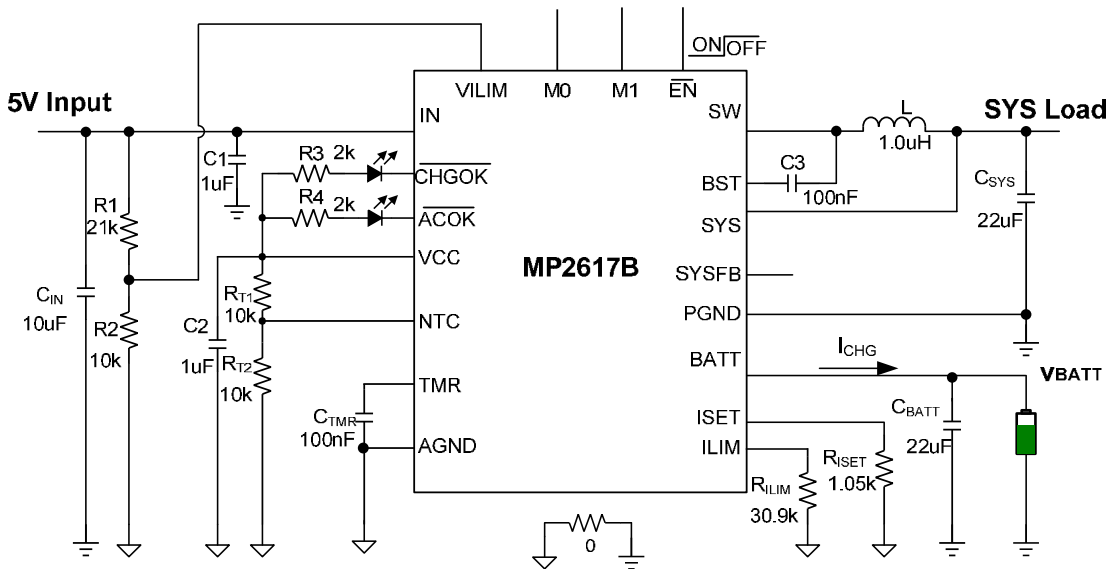 ON OFF
VILIM M0 M1 EN
5V Input
IN
SW
L
1.0uH
SYS Load
C1
1uF
R3 2k
CHGOK
R4 2k
ACOK
BST
C3
100nF
SYS
CSYS
22uF
R1
21k
VCC
MP2617B
SYSFB
CIN
10uF
R2
10k
C2
1uF
RT1
10k
NTC
PGND
RT2
10k
BATT
ICHG
VBATT
TMR
CTMR
100nF
AGND
ISET
ILIM
CBATT
22uF
RISET
1.05k
RILIM
30.9k
0